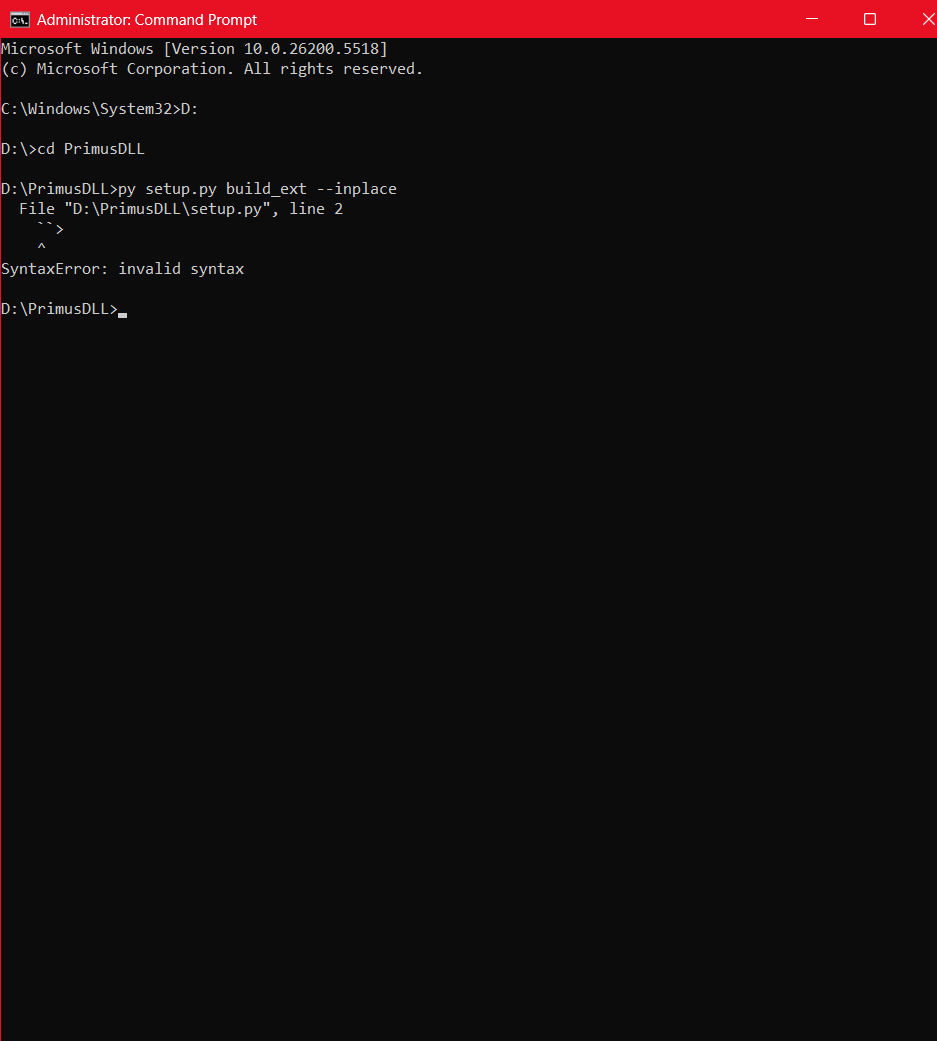 Administrator: Command Prompt
Microsoft Windows [Version 10.0.26200.5518]
(c) Microsoft Corporation. All rights reserved.
C:\Windows\System32>D:
D:\>cd PrimusDLL
D:\PrimusDLL>py setup.py build_ext --inplace
  File "D:\PrimusDLL\setup.py", line 2
    ``>
    ^
SyntaxError: invalid syntax
D:\PrimusDLL>